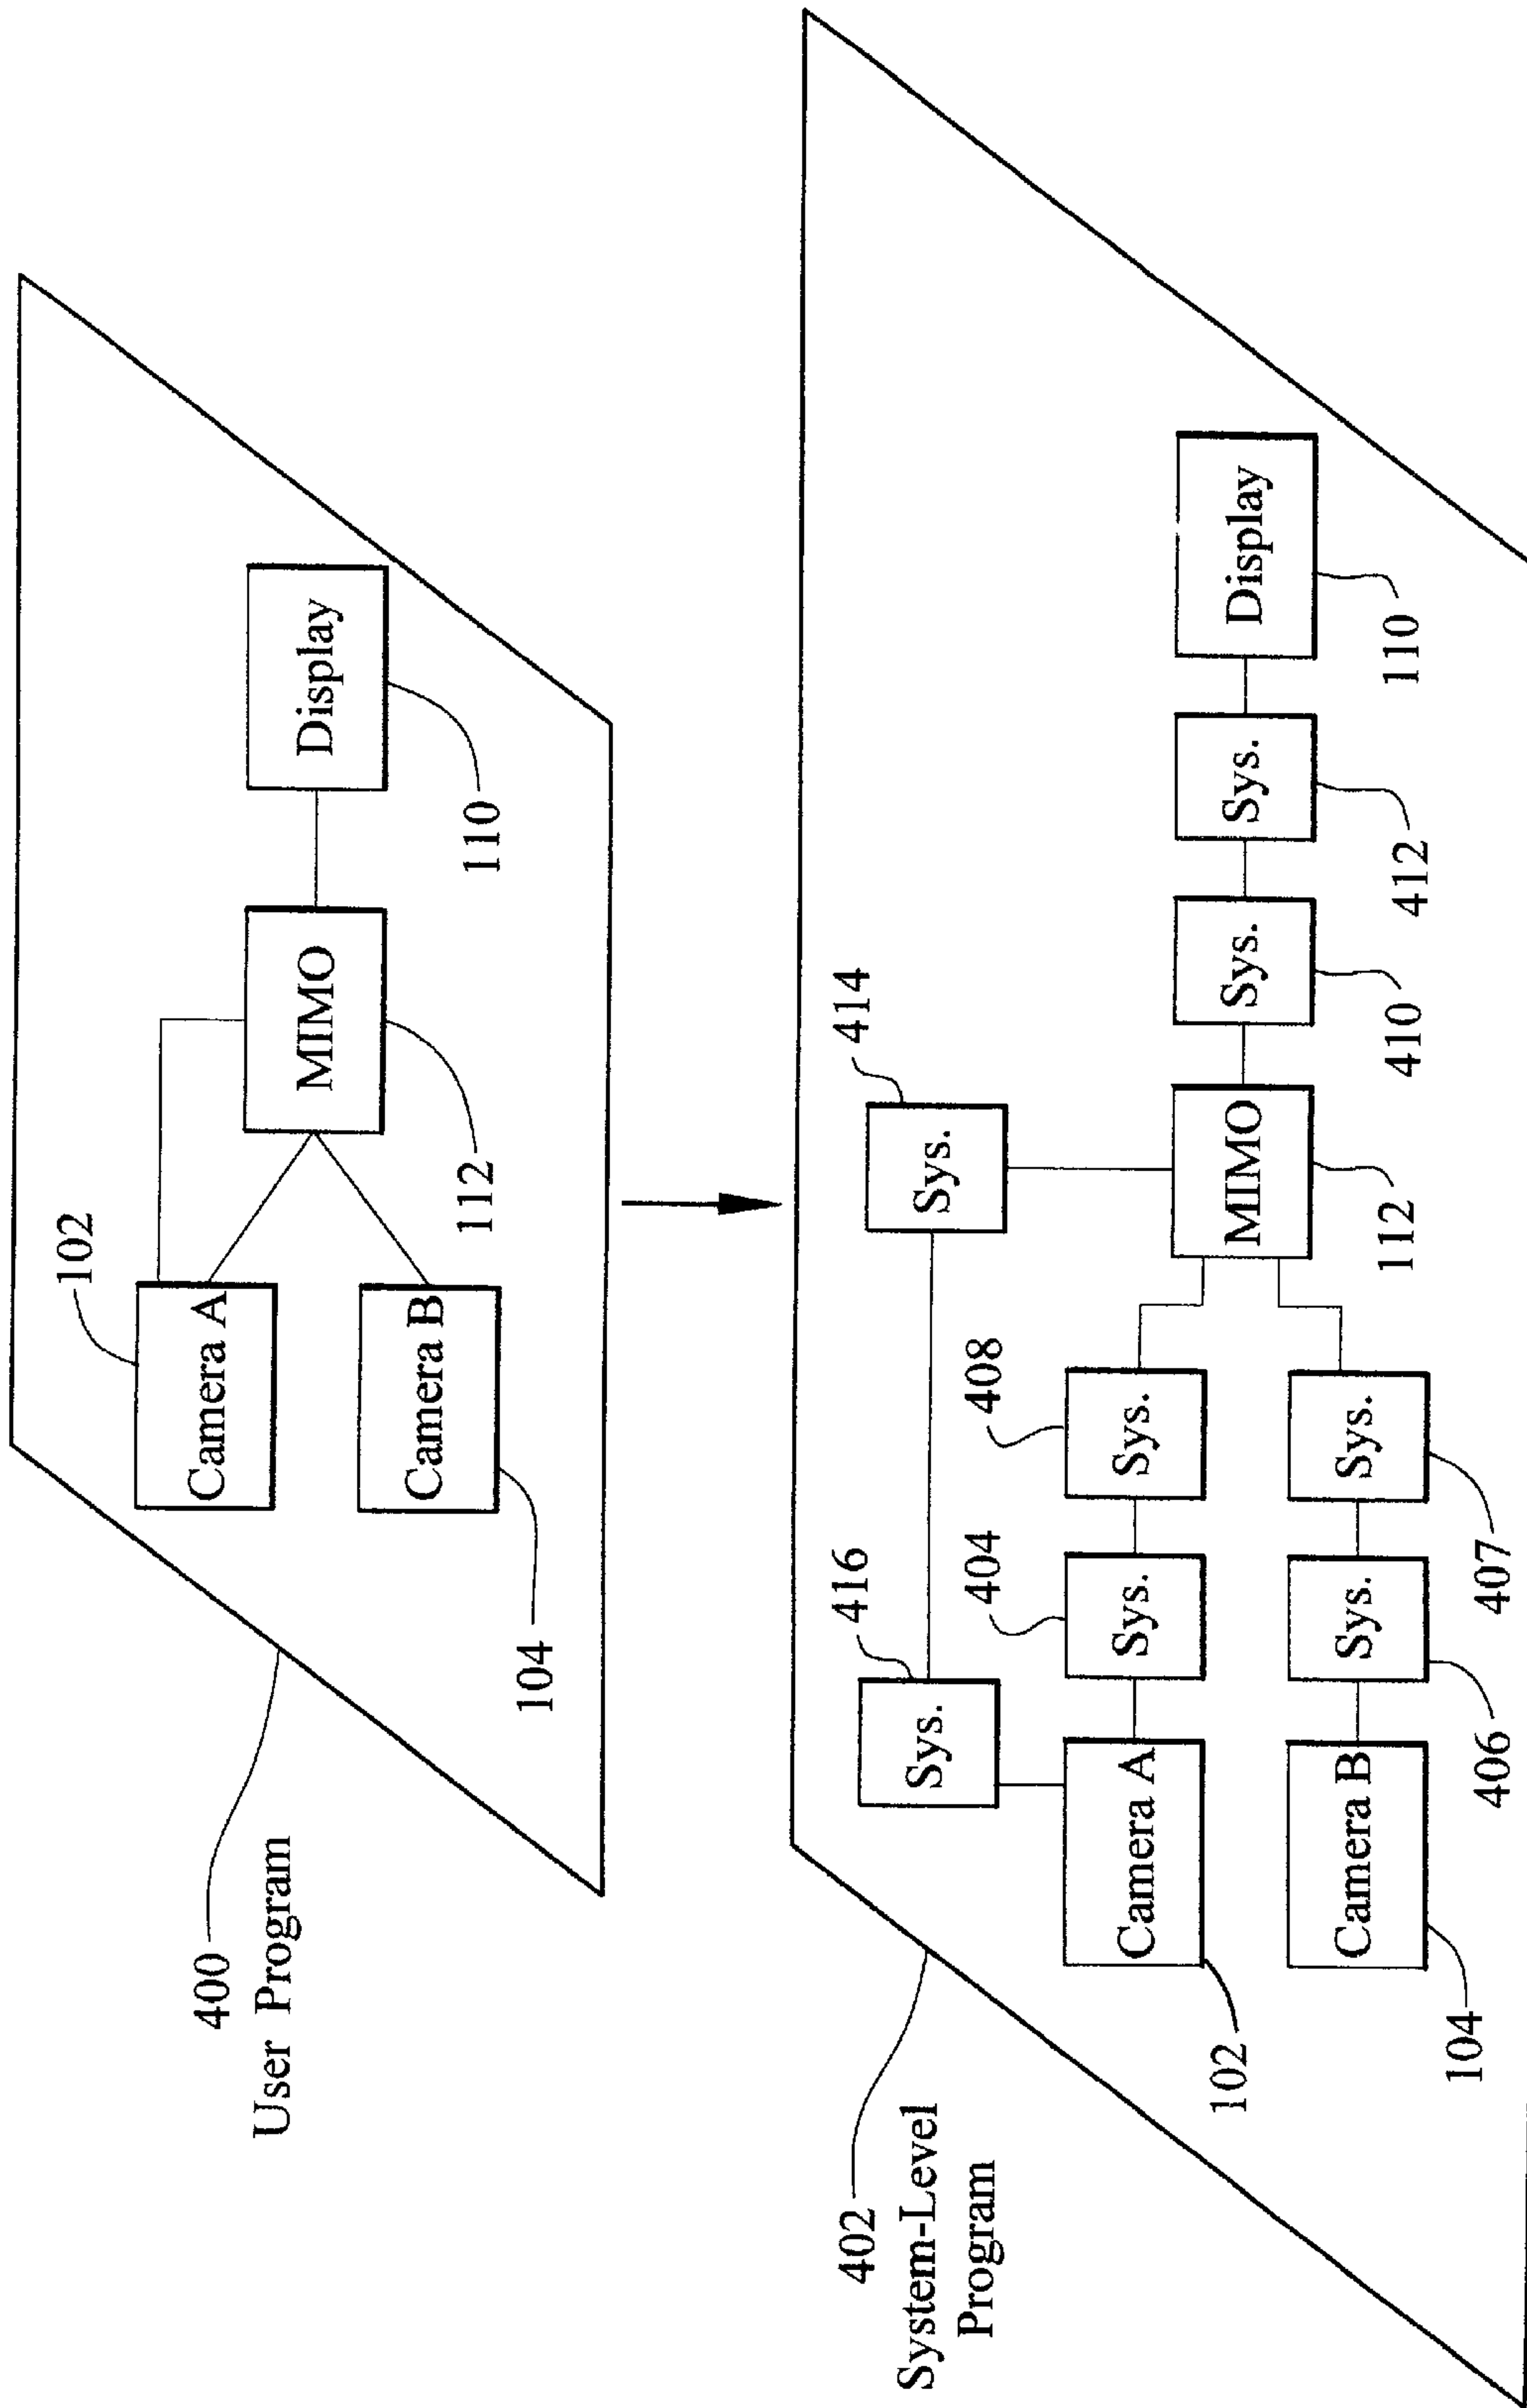 400
User Program
102
Camera A
MIMO
Display
Camera B
104
112
110
402
System-Level
Program
416
414
Sys.
Sys.
404
408
Camera A
Sys.
Sys.
MIMO
Sys.
Sys.
Display
102
112
410
412
110
Camera B
Sys.
Sys.
104
406
407